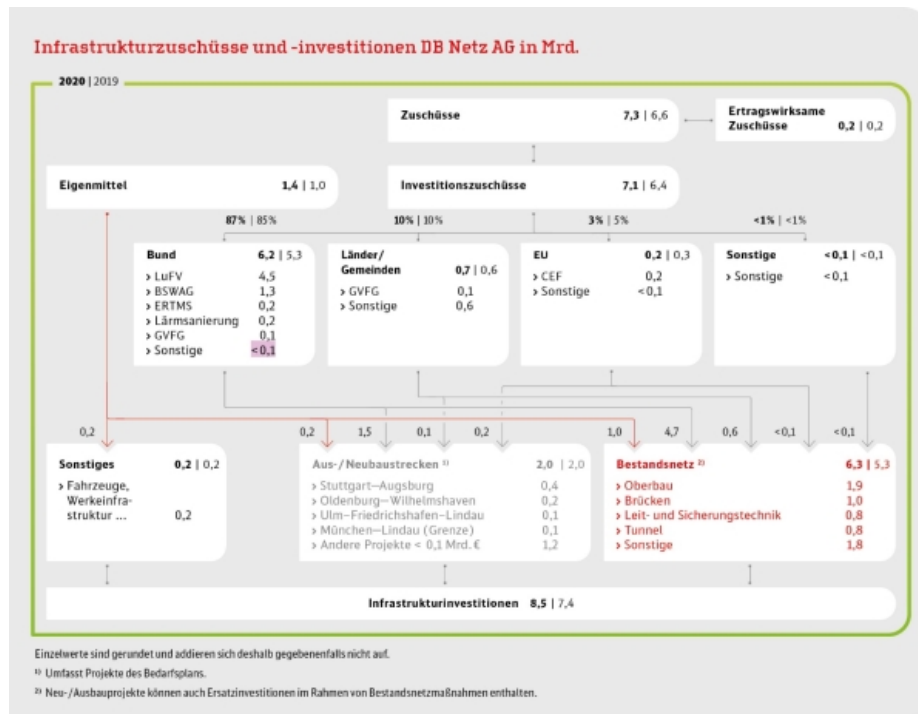 Infrastrukturzuschüsse und -investitionen DB Netz AG in Mrd.
2020 | 2019
Zuschüsse 7,3 | 6,6
Ertragswirksame
Zuschüsse 0,2 | 0,2
Eigenmittel 1,4 | 1,0
Investitionszuschüsse 7,1 | 6,4
87% | 85% 10% | 10% 3% | 5% <1% | <1%
Bund 6,2 | 5,3
> LuFV 4,5
> BSWAG 1,3
> ERTMS 0,2
> Lärmsanierung 0,2
> GVFG 0,1
> Sonstige <0,1
Länder/
Gemeinden 0,7 | 0,6
> GVFG 0,1
> Sonstige 0,6
EU 0,2 | 0,3
> CEF 0,2
> Sonstige <0,1
Sonstige <0,1 | <0,1
> Sonstige <0,1
0,2 0,2 1,5 0,1 0,2 1,0 4,7 0,6 <0,1 <0,1
Sonstiges 0,2 | 0,2
> Fahrzeuge,
Werkeinfra-
struktur ... 0,2
Aus-/Neubaustrecken ¹⁾ 2,0 | 2,0
> Stuttgart–Augsburg 0,4
> Oldenburg–Wilhelmshaven 0,2
> Ulm–Friedrichshafen–Lindau 0,1
> München–Lindau (Grenze) 0,1
> Andere Projekte < 0,1 Mrd. € 1,2
Bestandsnetz ²⁾ 6,3 | 5,3
> Oberbau 1,9
> Brücken 1,0
> Leit- und Sicherungstechnik 0,8
> Tunnel 0,8
> Sonstige 1,8
Infrastrukturinvestitionen 8,5 | 7,4
Einzelwerte sind gerundet und addieren sich deshalb gegebenenfalls nicht auf.
¹⁾ Umfasst Projekte des Bedarfsplans.
²⁾ Neu-/Ausbauprojekte können auch Ersatzinvestitionen im Rahmen von Bestandsnetzmaßnahmen enthalten.